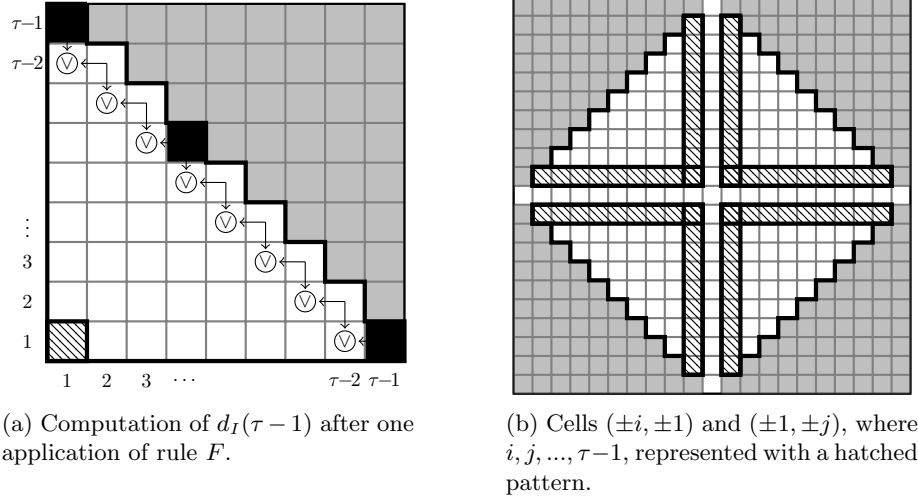 τ−1
τ−2
∨
∨
∨
∨
∨
∨
∨
∨
⋮
3
2
1
1 2 3 ··· τ−2 τ−1
(a) Computation of d_I(τ − 1) after one
application of rule F.
(b) Cells (±i, ±1) and (±1, ±j), where
i, j, ..., τ−1, represented with a hatched
pattern.